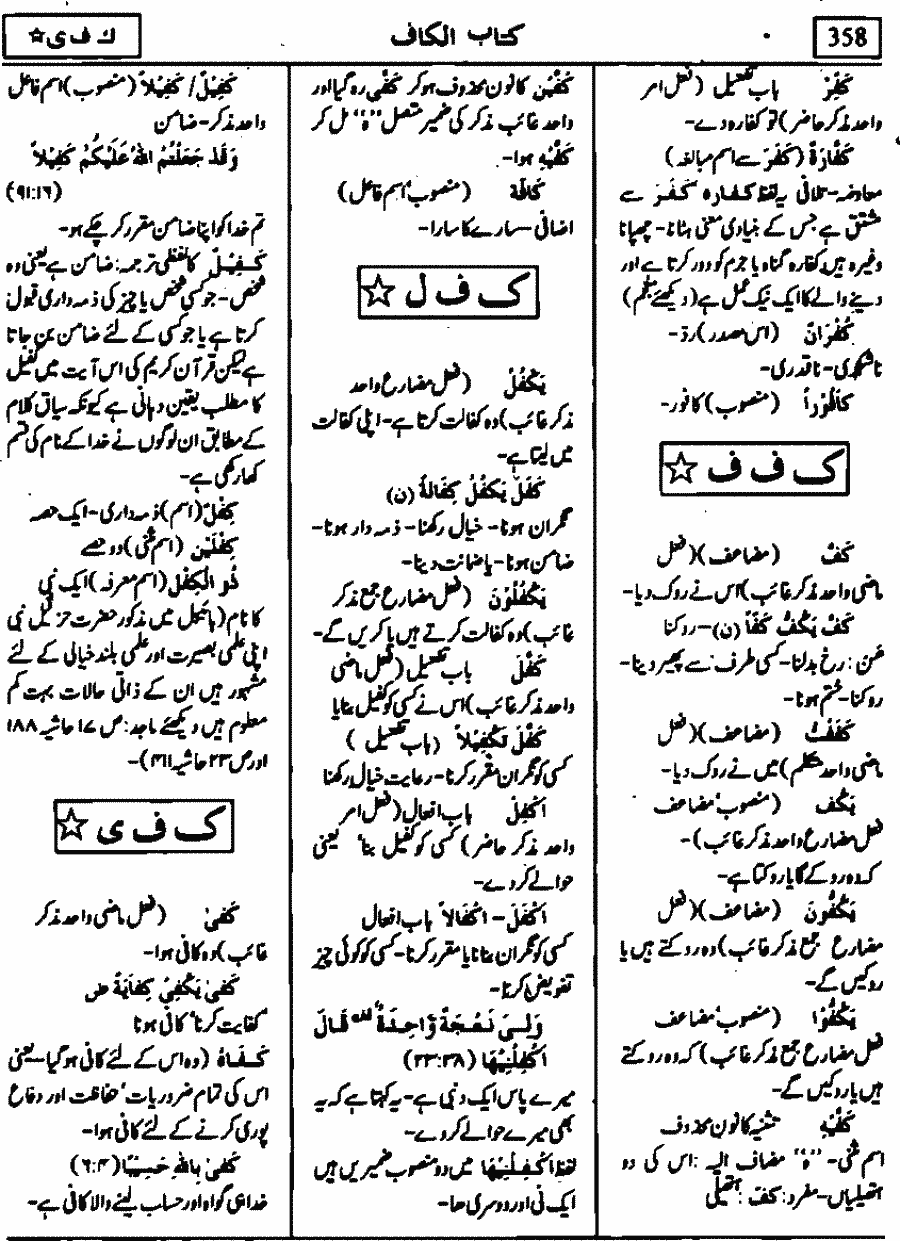 358
کتاب الکاف
ك ف ی ☆
كَفِّرْ باب تفعیل (فعل امر
واحد مذکر حاضر) تو کفارہ دے۔
كَفَّارَةٌ (كَفَرَ سے اسم مبالغہ)
معاوضہ۔ تلافی یہ لفظ کفارہ كَفَرَ سے
مشتق ہے جس کے بنیادی معنی ہٹانا۔ چھپانا
وغیرہ ہیں کفارہ گناہ یا جرم کو دور کرتا ہے اور
دینے والے کا ایک نیک عمل ہے (دیکھئے معجم)
كُفْرَانٌ (اس مصدر) ردّ۔
ناشکری۔ ناقدری۔
كَافُوْرًا (منصوب) کافور۔
ک ف ف ☆
كَفَّ (مضاعف) (فعل
ماضی واحد مذکر غائب) اس نے روک دیا۔
كَفَّ يَكُفُّ كَفًّا (ن)۔ روکنا
عَنْ: رخ بدلنا۔ کسی طرف سے پھیر دینا۔
روکنا۔ ختم ہونا۔
كَفَفْتُ (مضاعف) (فعل
ماضی واحد متکلم) میں نے روک دیا۔
يَكُفَّ (منصوب مضاعف
فعل مضارع واحد مذکر غائب)۔
کہ وہ روکے گا یا روکتا ہے۔
يَكُفُّونَ (مضاعف) (فعل
مضارع جمع مذکر غائب) وہ روکتے ہیں یا
روکیں گے۔
يَكُفُّوْا (منصوب مضاعف
فعل مضارع جمع مذکر غائب) کہ وہ روکتے
ہیں یا روکیں گے۔
كَفَّيْهِ تثنیہ کا نون محذوف
اسم مثنی۔ "هٗ" مضاف الیہ: اس کی دو
ہتھیلیاں۔ مفرد: کف: ہتھیلی
كَفَّيْنِ کا نون محذوف ہو کر كَفَّىْ رہ گیا اور
واحد غائب مذکر کی ضمیر متصل "ہٗ" مل کر
كَفَّيْهِ ہوا۔
كَافَّةً (منصوب اسم فاعل)
اضافی۔ سارے کا سارا۔
ک ف ل ☆
يَكْفُلُ (فعل مضارع واحد
مذکر غائب) وہ کفالت کرتا ہے۔ اپنی کفالت
میں لیتا ہے۔
كَفَلَ يَكْفُلُ كِفَالَةً (ن)
نگران ہونا۔ خیال رکھنا۔ ذمہ دار ہونا۔
ضامن ہونا۔ یا ضمانت دینا۔
يَكْفُلُوْنَ (فعل مضارع جمع مذکر
غائب) وہ کفالت کرتے ہیں یا کریں گے۔
كَفَّلَ باب تفعیل (فعل ماضی
واحد مذکر غائب) اس نے کسی کو کفیل بنایا
كَفَّلَ تَكْفِيْلًا (باب تفعیل)
کسی کو نگران مقرر کرنا۔ رعایت خیال رکھنا
اَكْفِلْ باب افعال (فعل امر
واحد مذکر حاضر) کسی کو کفیل بنا' یعنی
حوالے کر دے۔
اَكْفَلَ۔ اكْفَالًا باب افعال
کسی کو نگران بنانا یا مقرر کرنا۔ کسی کو کوئی چیز
تفویض کرنا۔
وَلِىَ نَعْجَةٌ وَّاحِدَةٌ قف فَقَالَ
اَكْفِلْنِيْهَا (۲۳:۳۸)
میرے پاس ایک دنبی ہے۔ یہ کہتا ہے کہ یہ
بھی میرے حوالے کر دے۔
لفظ اَكْفِلْنِيْهَا میں دو منصوب ضمیریں ہیں
ایک نی اور دوسری ھا۔
كَفِيْلٌ / كَفِيْلًا (منصوب) اسم فاعل
واحد مذکر۔ ضامن
وَقَدْ جَعَلْتُمُ اللّٰهَ عَلَيْكُمْ كَفِيْلًا
(۹۱:۱۶)
تم خدا کو اپنا ضامن مقرر کر چکے ہو۔
كَفِيْلٌ کا لفظی ترجمہ: ضامن ہے یعنی وہ
شخص۔ جو کسی شخص یا چیز کی ذمہ داری قبول
کرتا ہے یا جو کسی کے لئے ضامن بن جاتا
ہے لیکن قرآن کریم کی اس آیت میں کفیل
کا مطلب یقین دہانی ہے کیونکہ سیاق کلام
کے مطابق ان لوگوں نے خدا کے نام کی قسم
کھا رکھی ہے۔
كِفْلٌ (اسم) ذمہ داری۔ ایک حصہ
كِفْلَيْنِ (اسم مثنی) دو حصے
ذُو الْكِفْلِ (اسم معرفہ) ایک نبی
کا نام (بائیبل میں مذکور حضرت حزقیل نبی
اپنی علمی بصیرت اور علمی بلند خیالی کے لئے
مشہور ہیں ان کے ذاتی حالات بہت کم
معلوم ہیں دیکھئے ماجد: ص ۱۷ حاشیہ ۱۸۸
اور ص ۲۳ حاشیہ ۳۱۱)۔
ک ف ی ☆
كَفىٰ (فعل ماضی واحد مذکر
غائب) وہ کافی ہوا۔
كَفىٰ يَكْفِىْ كِفَايَةً ض
کفایت کرنا' کافی ہونا
كَفَاهُ (وہ اس کے لئے کافی ہو گیا۔ یعنی
اس کی تمام ضروریات' حفاظت اور دفاع
پوری کرنے کے لئے کافی ہوا۔
كَفىٰ بِاللّٰهِ حَسِيْبًا (۶:۴)
خدا ہی گواہ اور حساب لینے والا کافی ہے۔